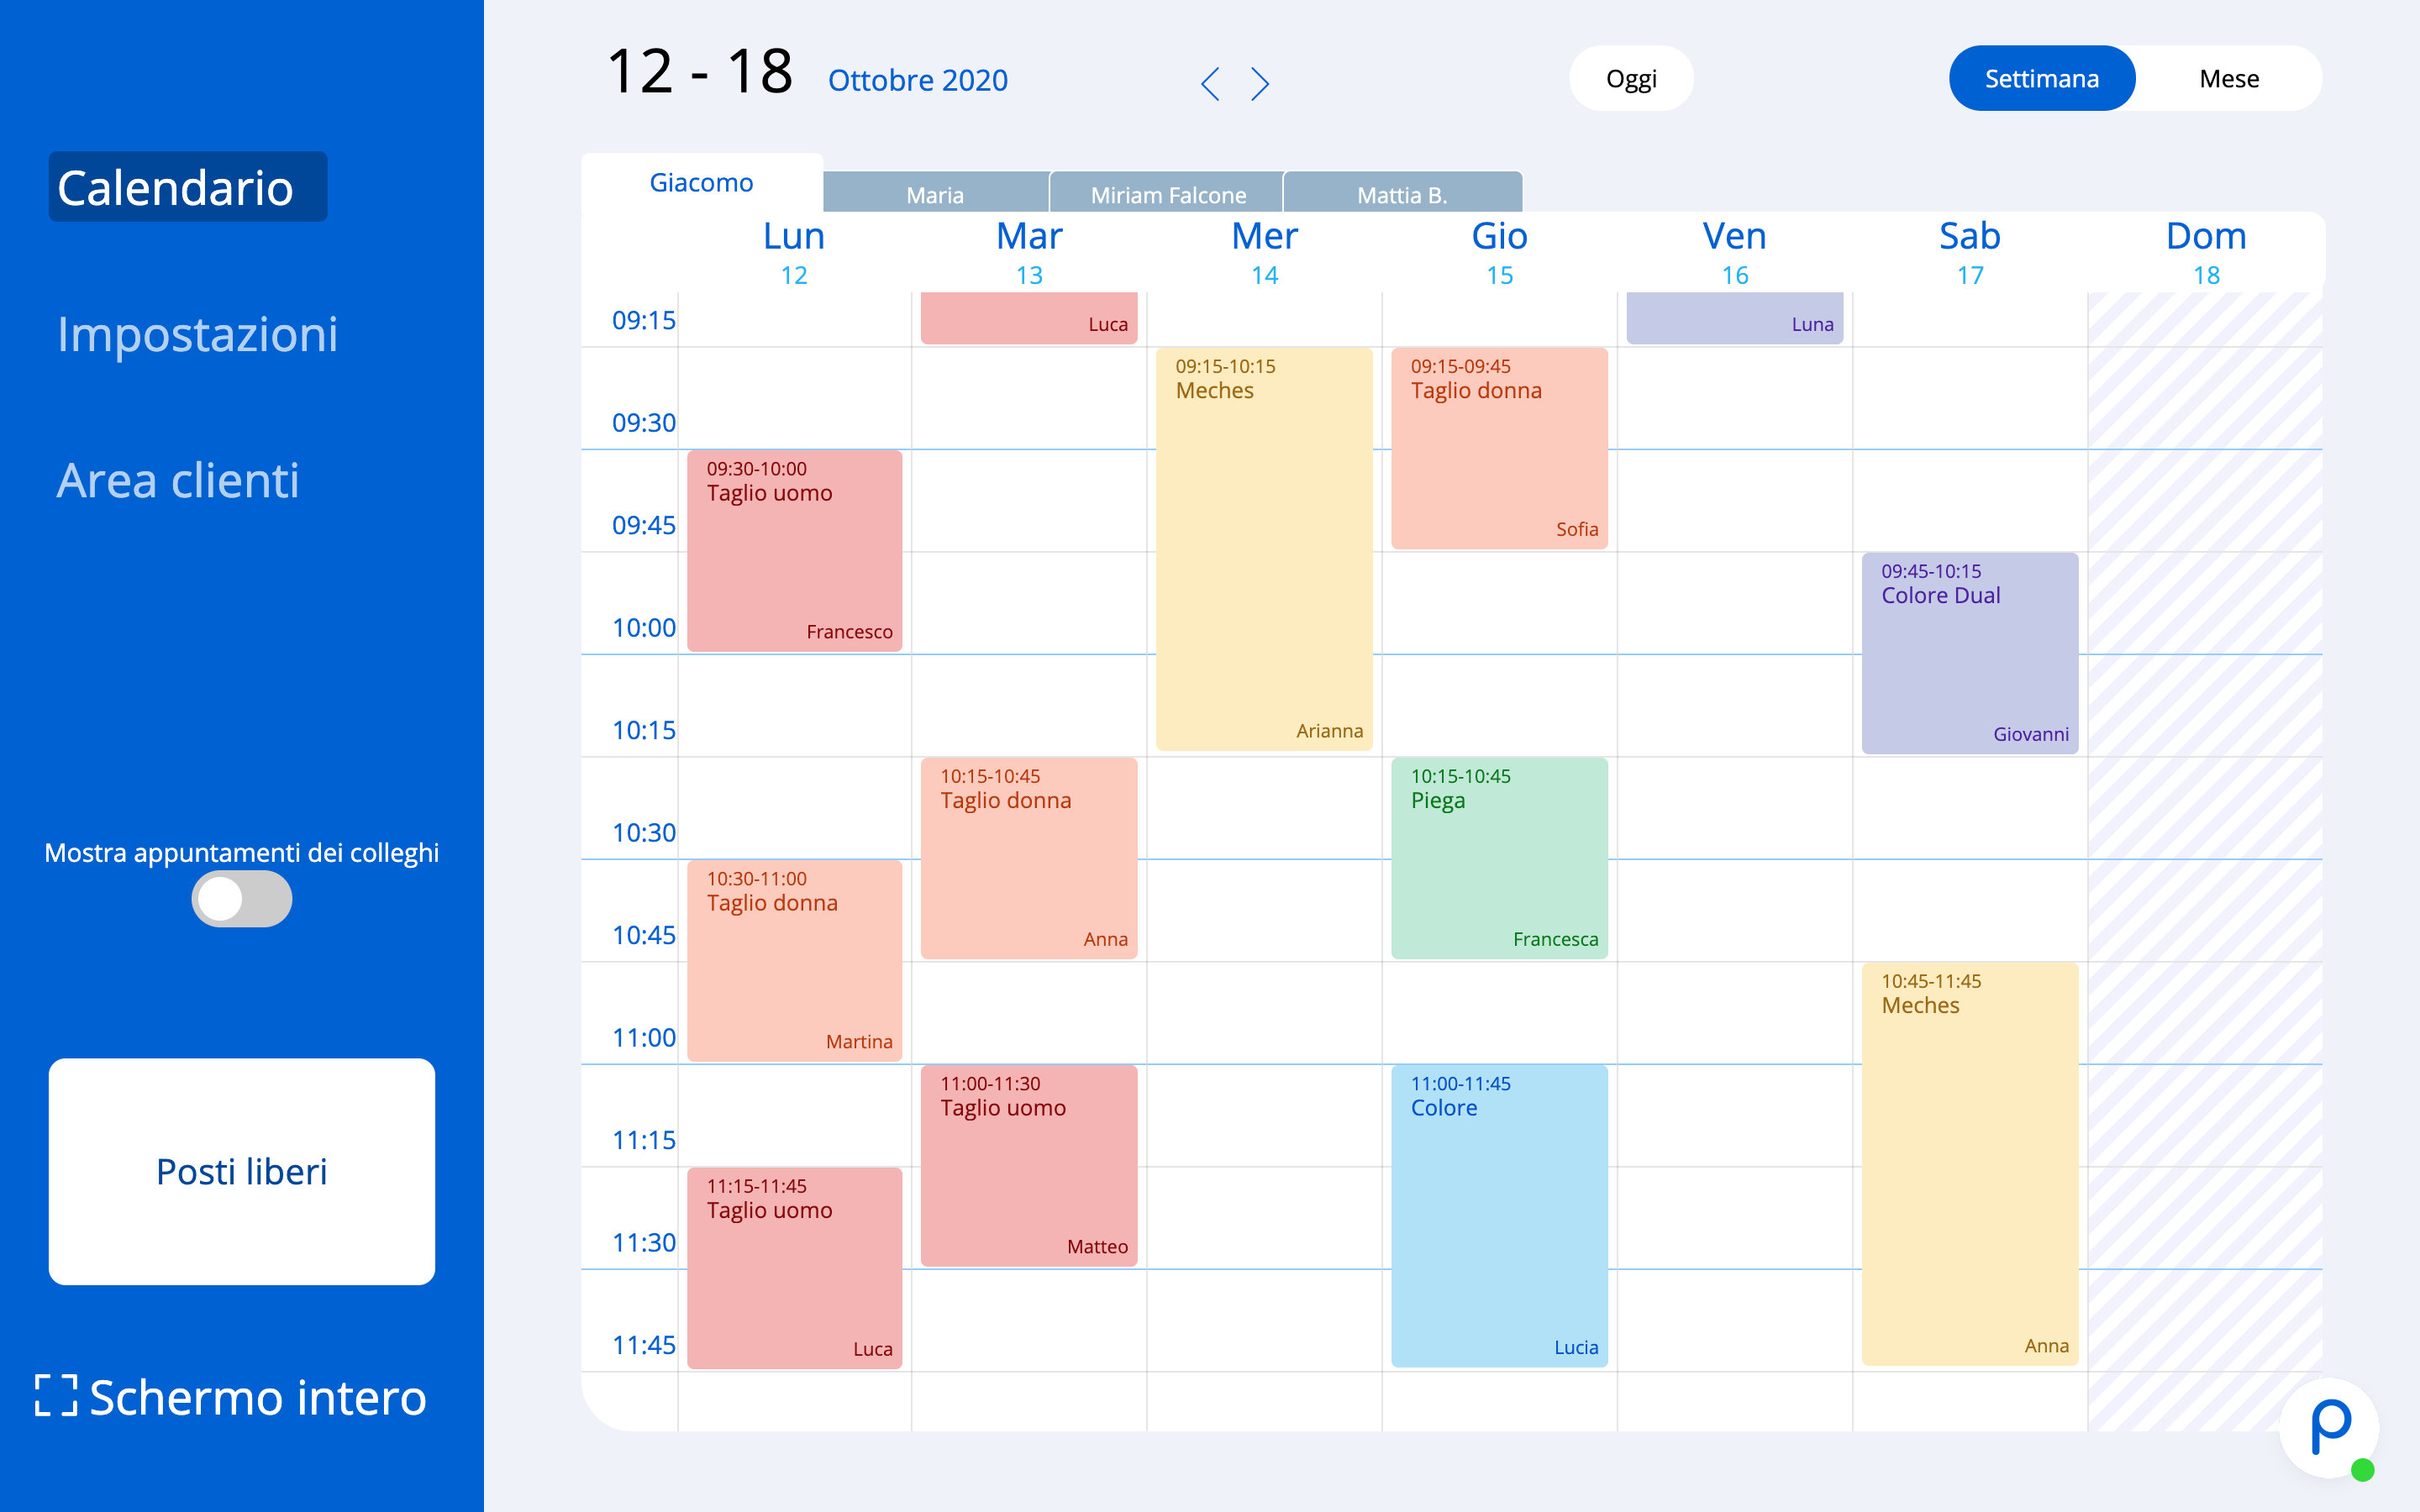 12 - 18 Ottobre 2020
Oggi
Settimana
Mese
Calendario
Impostazioni
Area clienti
Mostra appuntamenti dei colleghi
Posti liberi
Schermo intero
Giacomo
Maria
Miriam Falcone
Mattia B.
Lun
12
Mar
13
Mer
14
Gio
15
Ven
16
Sab
17
Dom
18
09:15
09:30
09:45
10:00
10:15
10:30
10:45
11:00
11:15
11:30
11:45
09:30-10:00
Taglio uomo
Francesco
10:30-11:00
Taglio donna
Martina
11:15-11:45
Taglio uomo
Luca
Luca
10:15-10:45
Taglio donna
Anna
11:00-11:30
Taglio uomo
Matteo
09:15-10:15
Meches
Arianna
09:15-09:45
Taglio donna
Sofia
10:15-10:45
Piega
Francesca
11:00-11:45
Colore
Lucia
Luna
09:45-10:15
Colore Dual
Giovanni
10:45-11:45
Meches
Anna
p